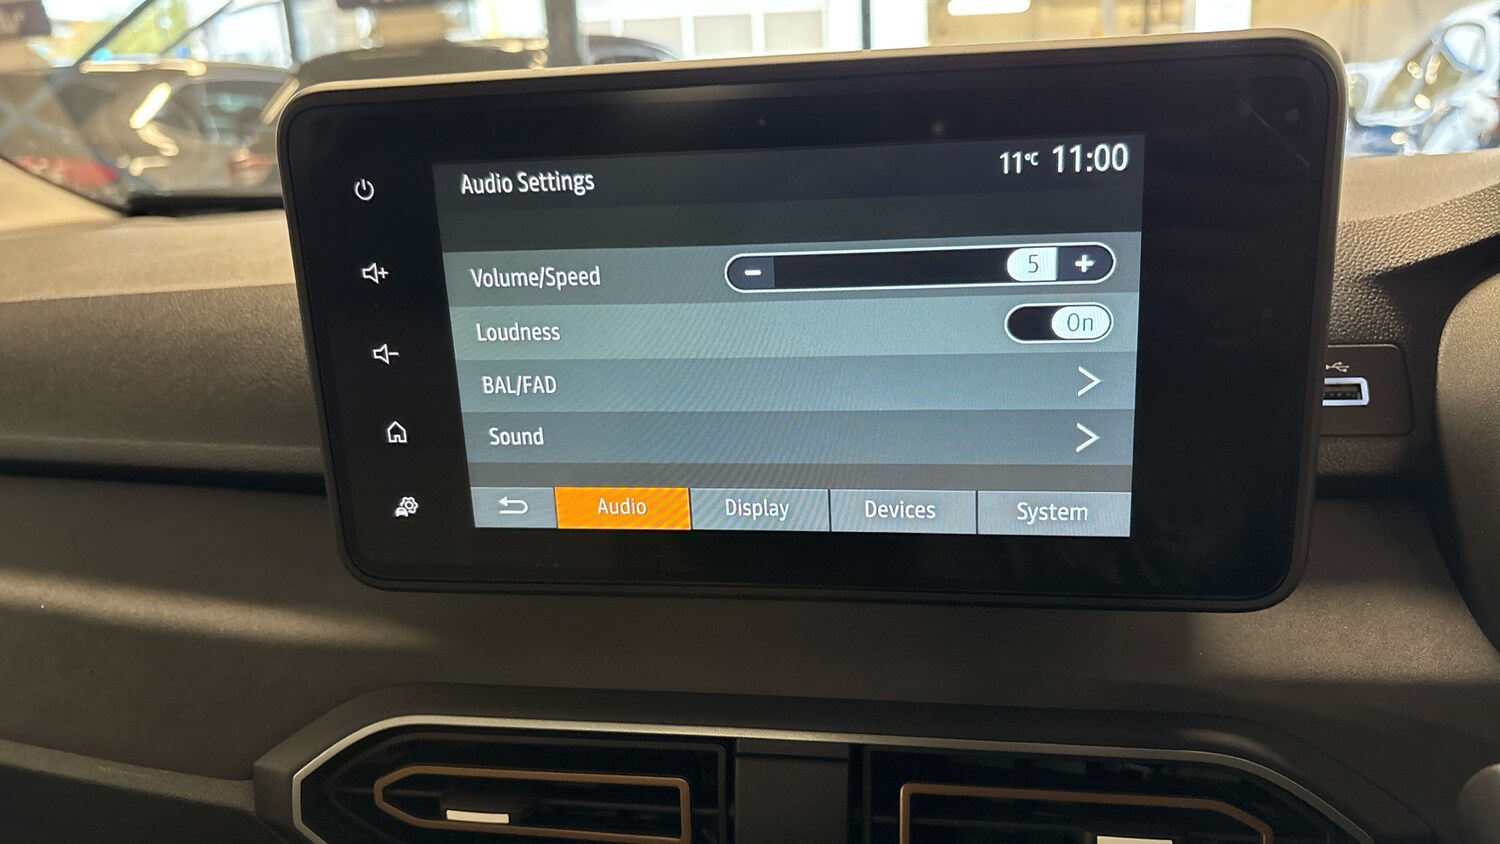 11°C 11:00
Audio Settings
Volume/Speed - 5 +
Loudness On
BAL/FAD >
Sound >
Audio Display Devices System